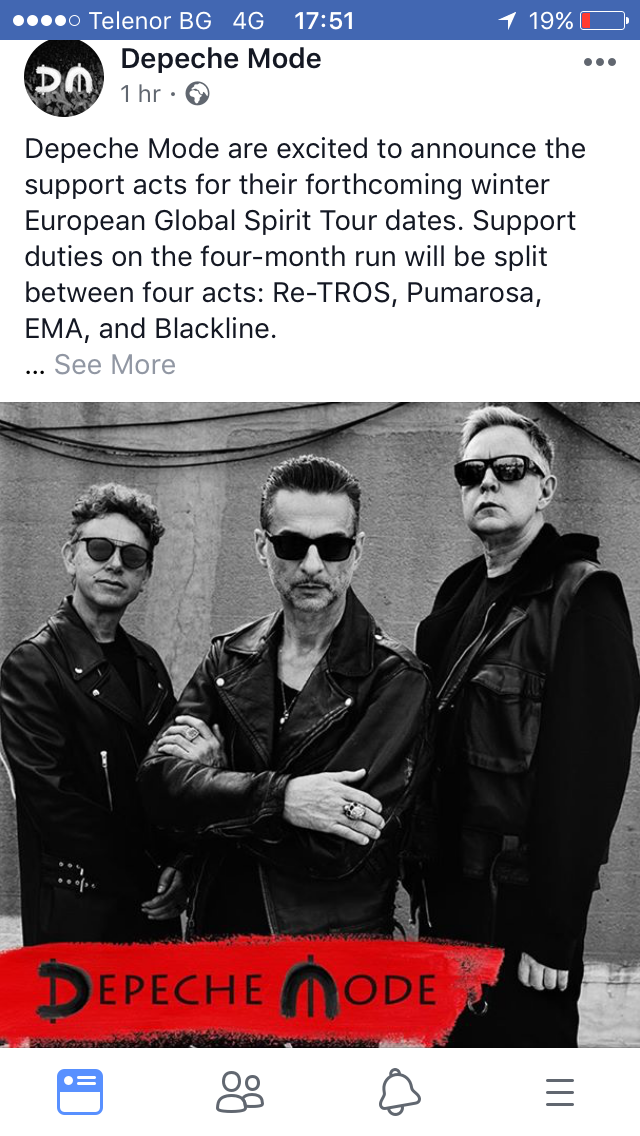 Telenor BG 4G 17:51 19%
DM
Depeche Mode
1 hr ·
Depeche Mode are excited to announce the
support acts for their forthcoming winter
European Global Spirit Tour dates. Support
duties on the four-month run will be split
between four acts: Re-TROS, Pumarosa,
EMA, and Blackline.
... See More
DEPECHE MODE